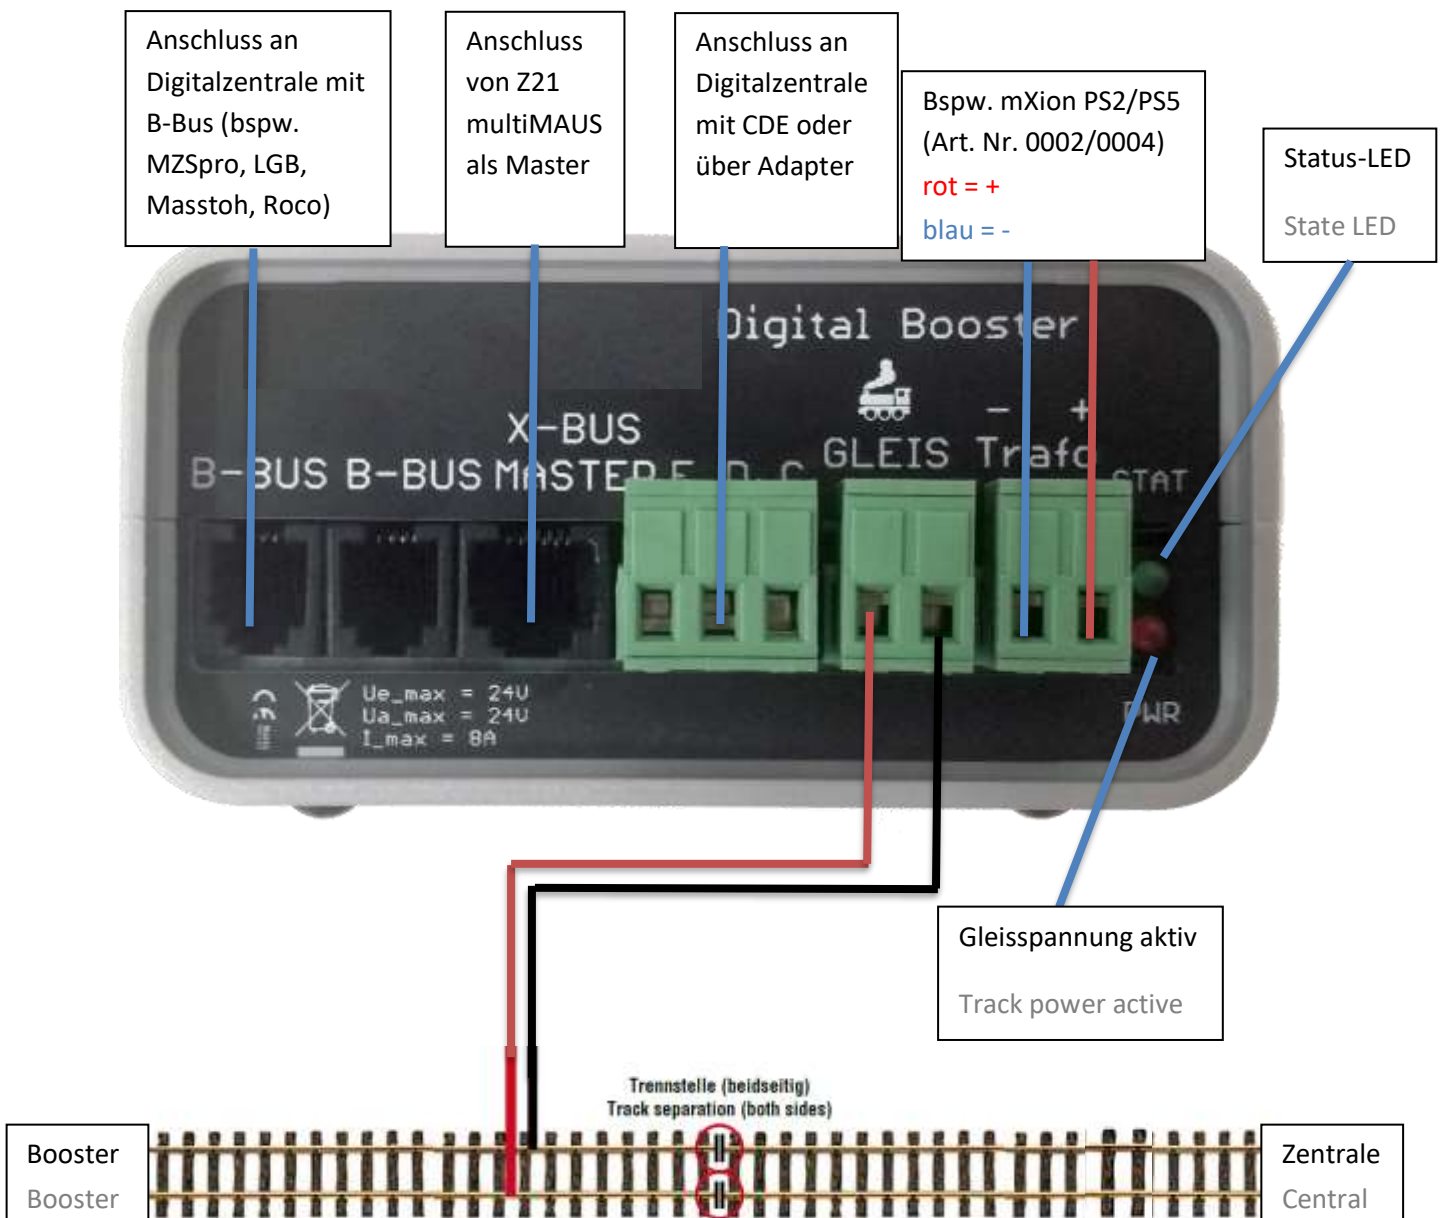 Anschluss an
Digitalzentrale mit
B-Bus (bspw.
MZSpro, LGB,
Masstoh, Roco)
Anschluss
von Z21
multiMAUS
als Master
Anschluss an
Digitalzentrale
mit CDE oder
über Adapter
Bspw. mXion PS2/PS5
(Art. Nr. 0002/0004)
rot = +
blau = -
Status-LED
State LED
Digital Booster
- +
X-BUS
B-BUS B-BUS MASTER E D C GLEIS Trafo STAT
CE
Ue_max = 24V
Ua_max = 24V
I_max = 8A
PWR
Gleisspannung aktiv
Track power active
Trennstelle (beidseitig)
Track separation (both sides)
Booster
Booster
Zentrale
Central